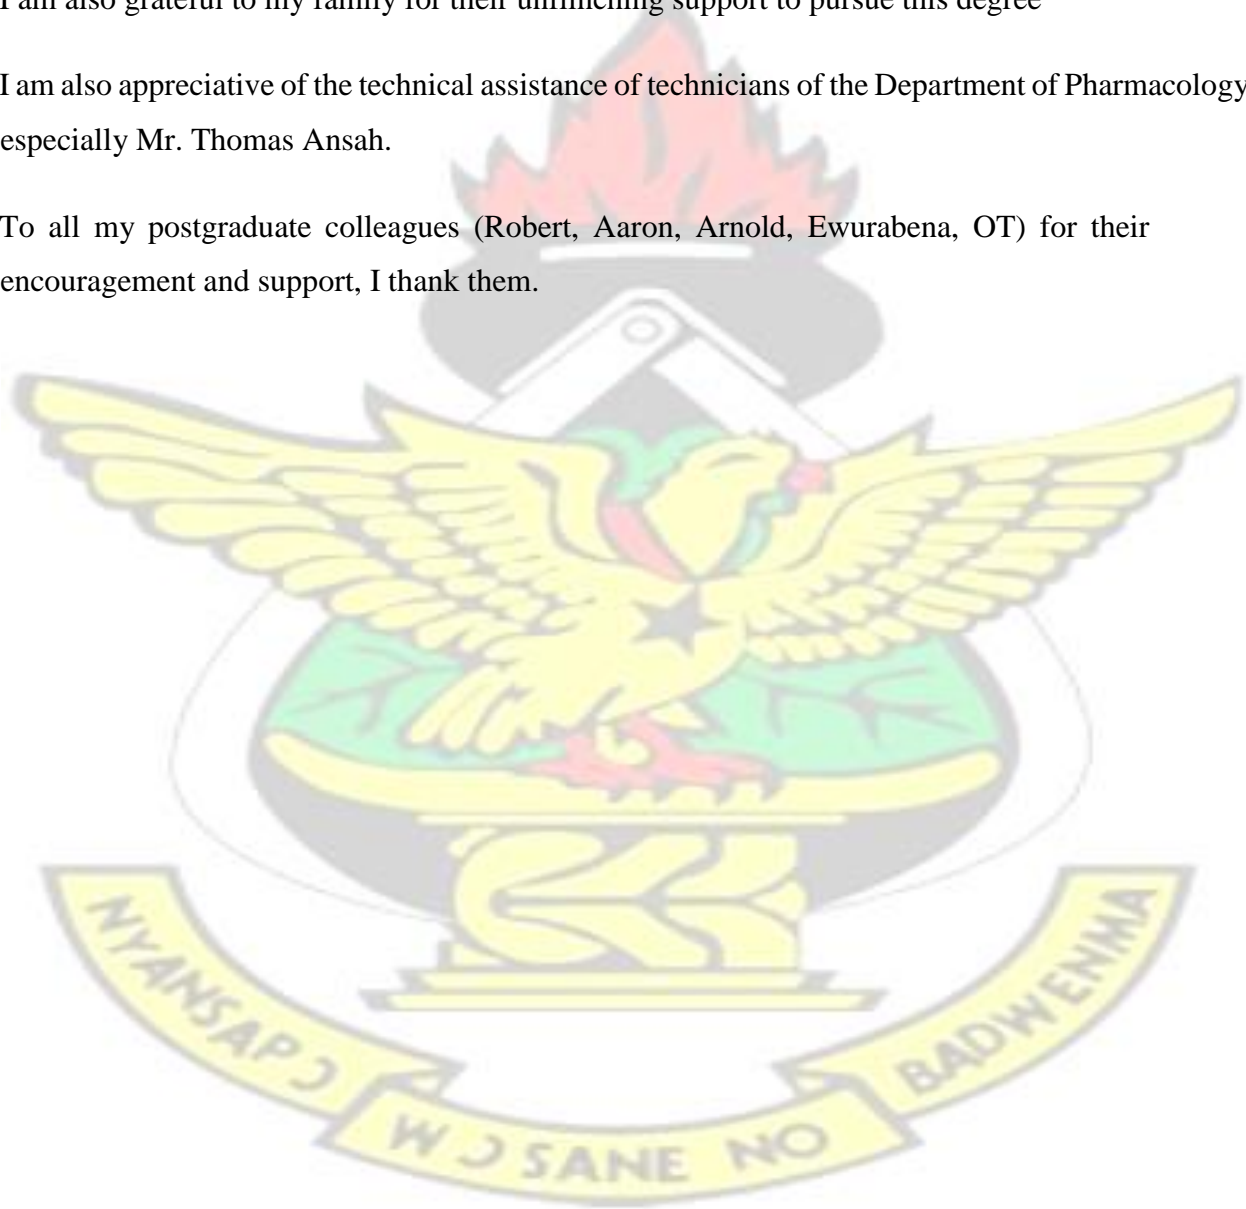 I am also grateful to my family for their unflinching support to pursue this degree
I am also appreciative of the technical assistance of technicians of the Department of Pharmacology
especially Mr. Thomas Ansah.
To all my postgraduate colleagues (Robert, Aaron, Arnold, Ewurabena, OT) for their
encouragement and support, I thank them.
NYANSAPƆ
WƆSANE NO
BADWENMA